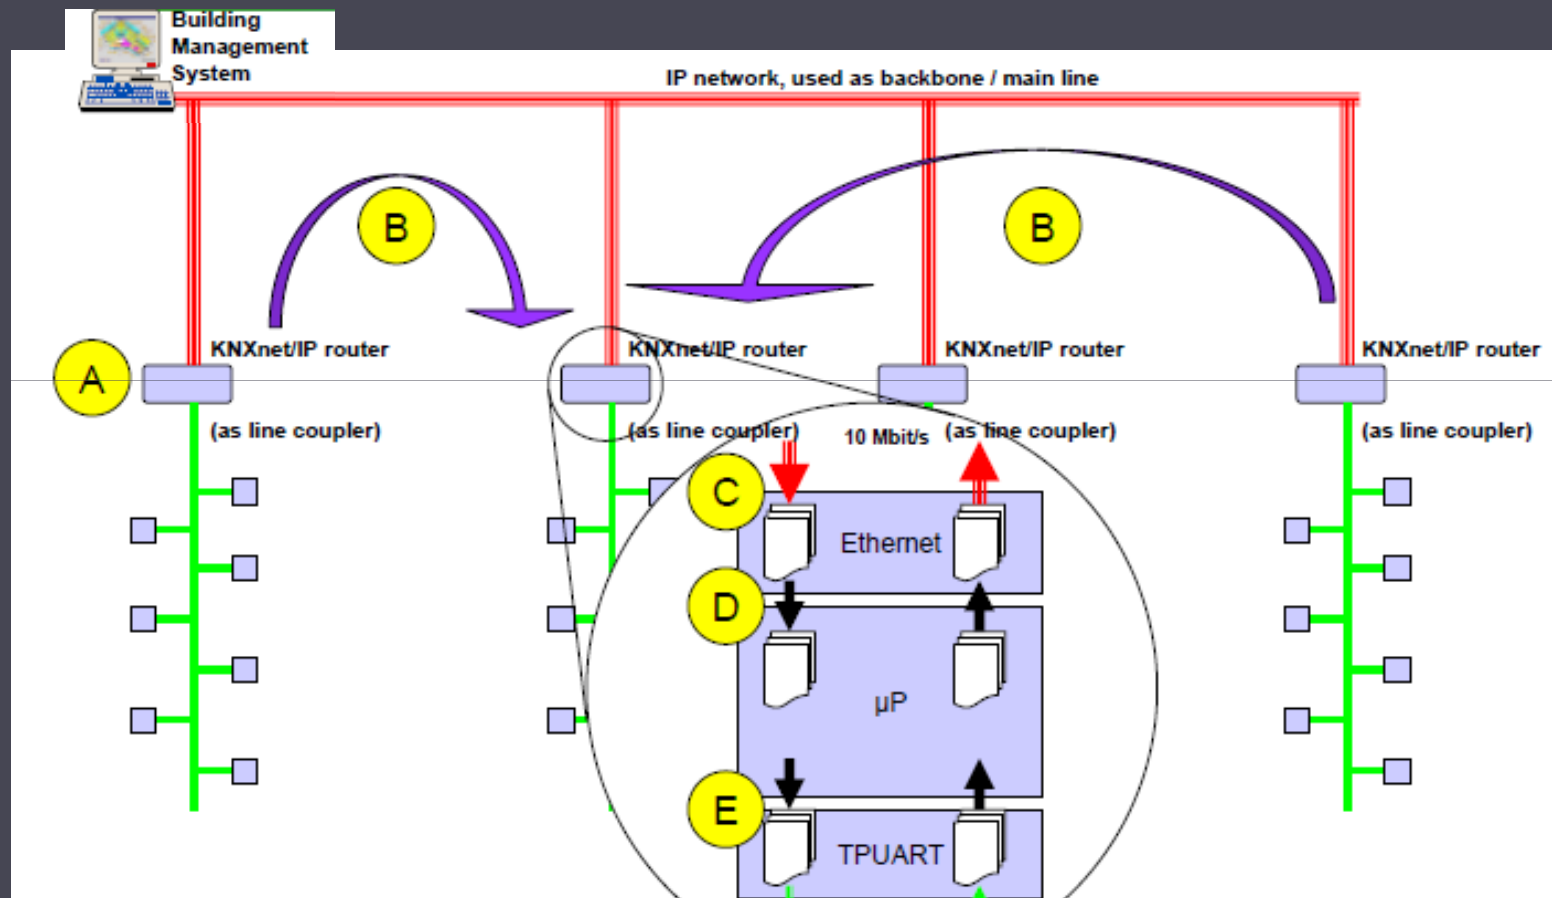 Building
Management
System
IP network, used as backbone / main line
B
B
KNXnet/IP router
KNXnet/IP router
KNXnet/IP router
KNXnet/IP router
A
(as line coupler)
(as line coupler)
10 Mbit/s
(as line coupler)
(as line coupler)
C
Ethernet
D
µP
E
TPUART